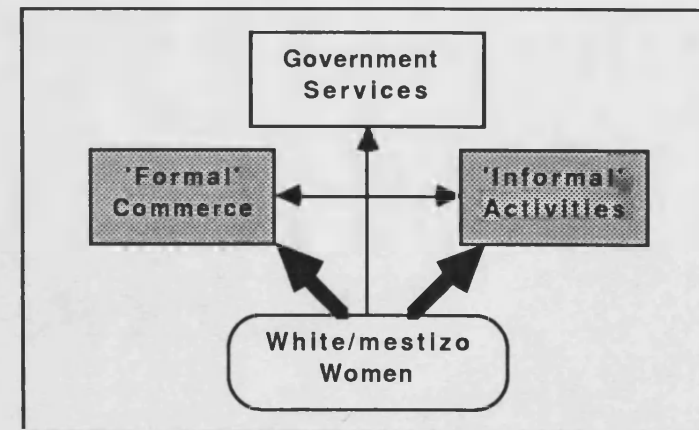 Government
Services
'Formal'
Commerce
'Informal'
Activities
White/mestizo
Women